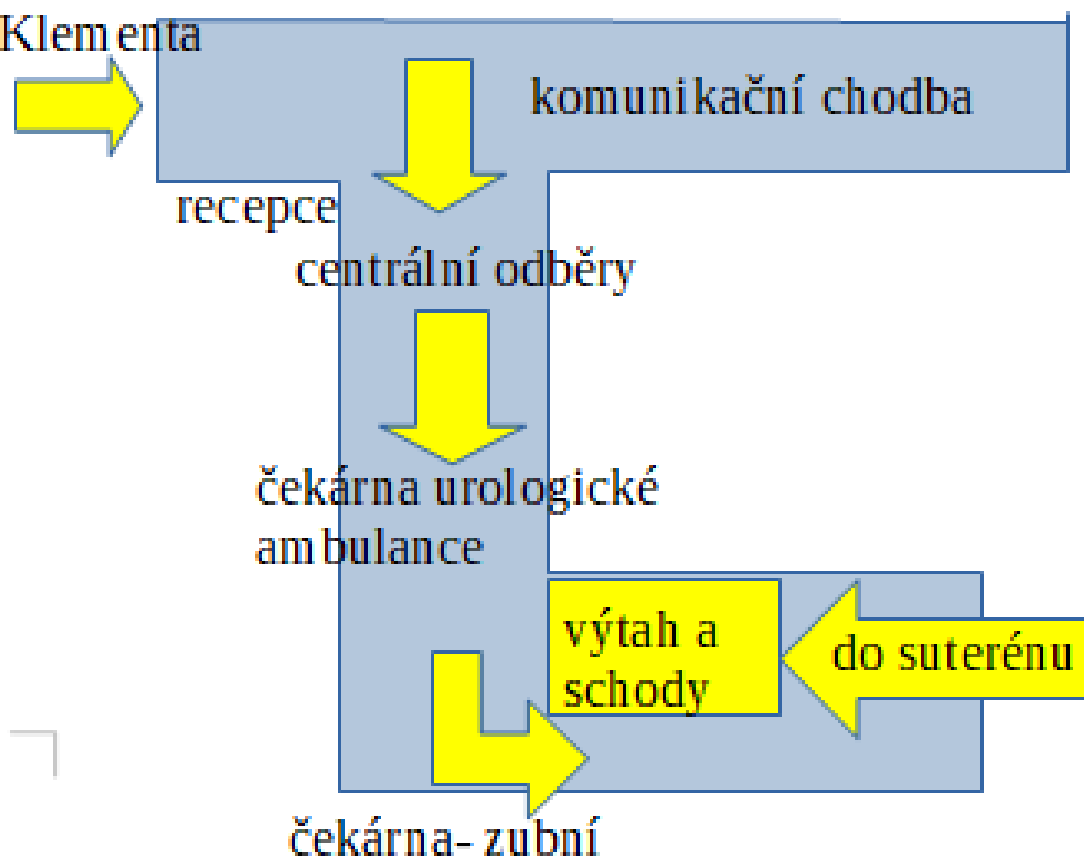 Klementa
komunikační chodba
recepce
centrální odběry
čekárna urologické
ambulance
výtah a
schody
do suterénu
čekárna- zubní